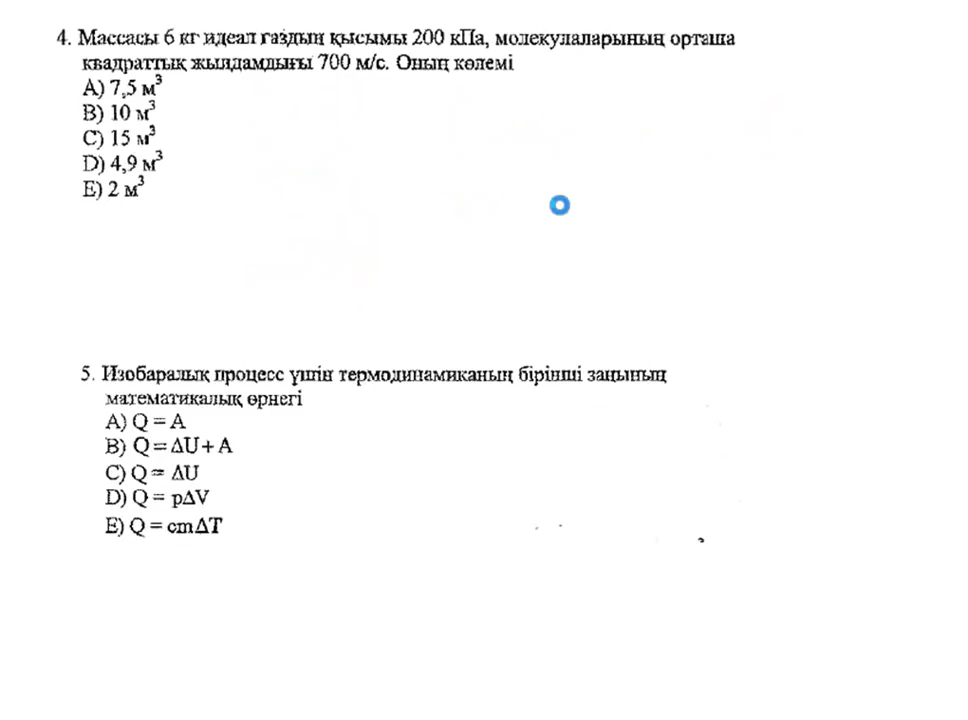 4. Массасы 6 кг идеал газдың қысымы 200 кПа, молекулаларының орташа
квадраттық жылдамдығы 700 м/с. Оның көлемі
A) 7,5 м³
B) 10 м³
C) 15 м³
D) 4,9 м³
E) 2 м³
5. Изобаралық процесс үшін термодинамиканың бірінші заңының
математикалық өрнегі
A) Q = A
B) Q = ΔU + A
C) Q = ΔU
D) Q = pΔV
E) Q = cmΔT